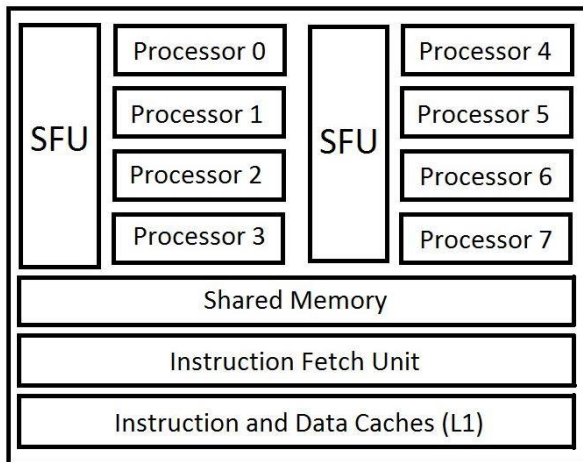 SFU
Processor 0
Processor 1
Processor 2
Processor 3
SFU
Processor 4
Processor 5
Processor 6
Processor 7
Shared Memory
Instruction Fetch Unit
Instruction and Data Caches (L1)